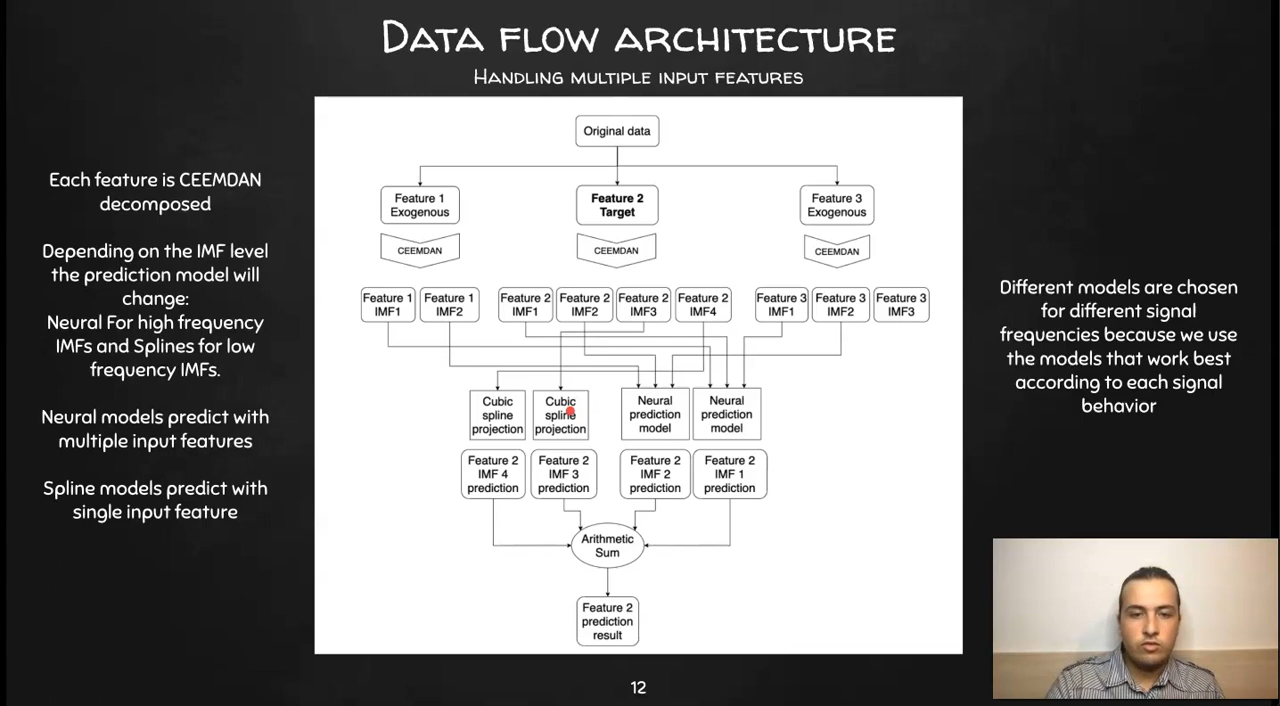 DATA FLOW ARCHITECTURE
HANDLING MULTIPLE INPUT FEATURES
Each feature is CEEMDAN
decomposed
Depending on the IMF level
the prediction model will
change:
Neural For high frequency
IMFs and Splines for low
frequency IMFs.
Neural models predict with
multiple input features
Spline models predict with
single input feature
Original data
Feature 1
Exogenous
Feature 2
Target
Feature 3
Exogenous
CEEMDAN
CEEMDAN
CEEMDAN
Feature 1
IMF1
Feature 1
IMF2
Feature 2
IMF1
Feature 2
IMF2
Feature 2
IMF3
Feature 2
IMF4
Feature 3
IMF1
Feature 3
IMF2
Feature 3
IMF3
Cubic
spline
projection
Cubic
spline
projection
Neural
prediction
model
Neural
prediction
model
Feature 2
IMF 4
prediction
Feature 2
IMF 3
prediction
Feature 2
IMF 2
prediction
Feature 2
IMF 1
prediction
Arithmetic
Sum
Feature 2
prediction
result
Different models are chosen
for different signal
frequencies because we use
the models that work best
according to each signal
behavior
12